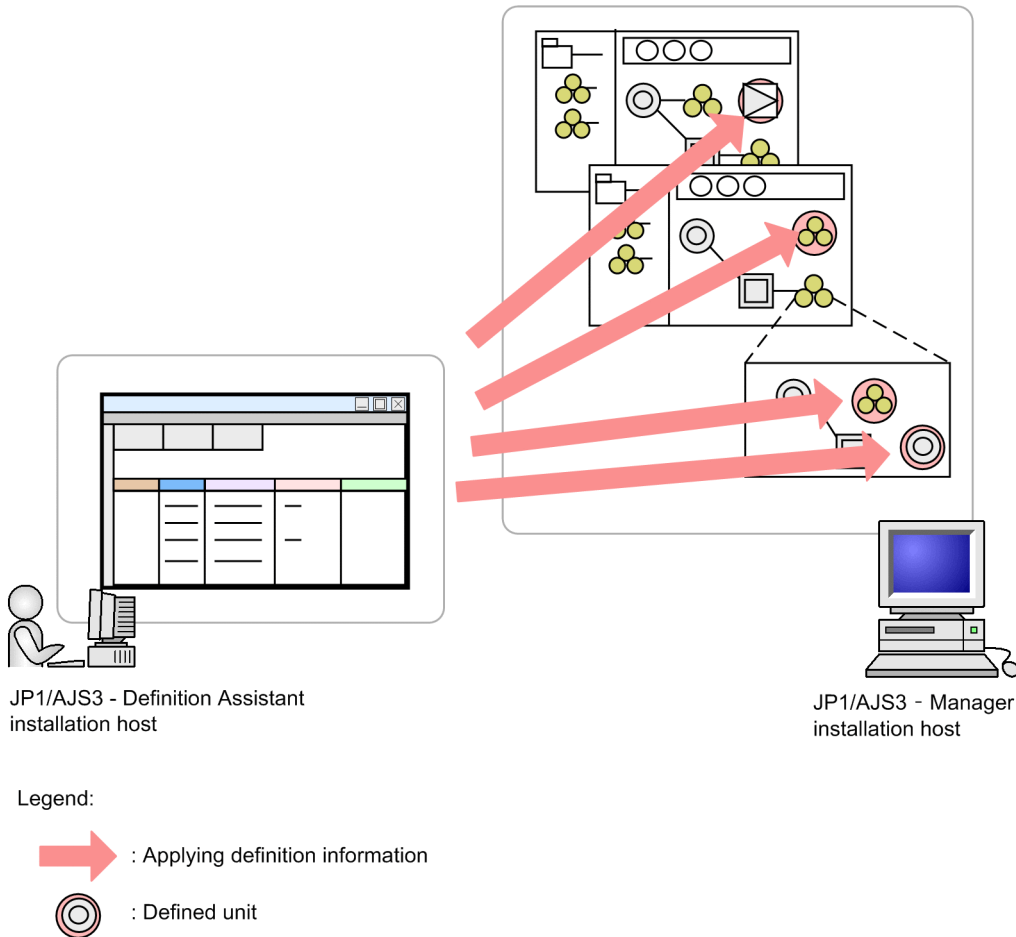 JP1/AJS3 - Definition Assistant
installation host
JP1/AJS3 - Manager
installation host
Legend:
: Applying definition information
: Defined unit